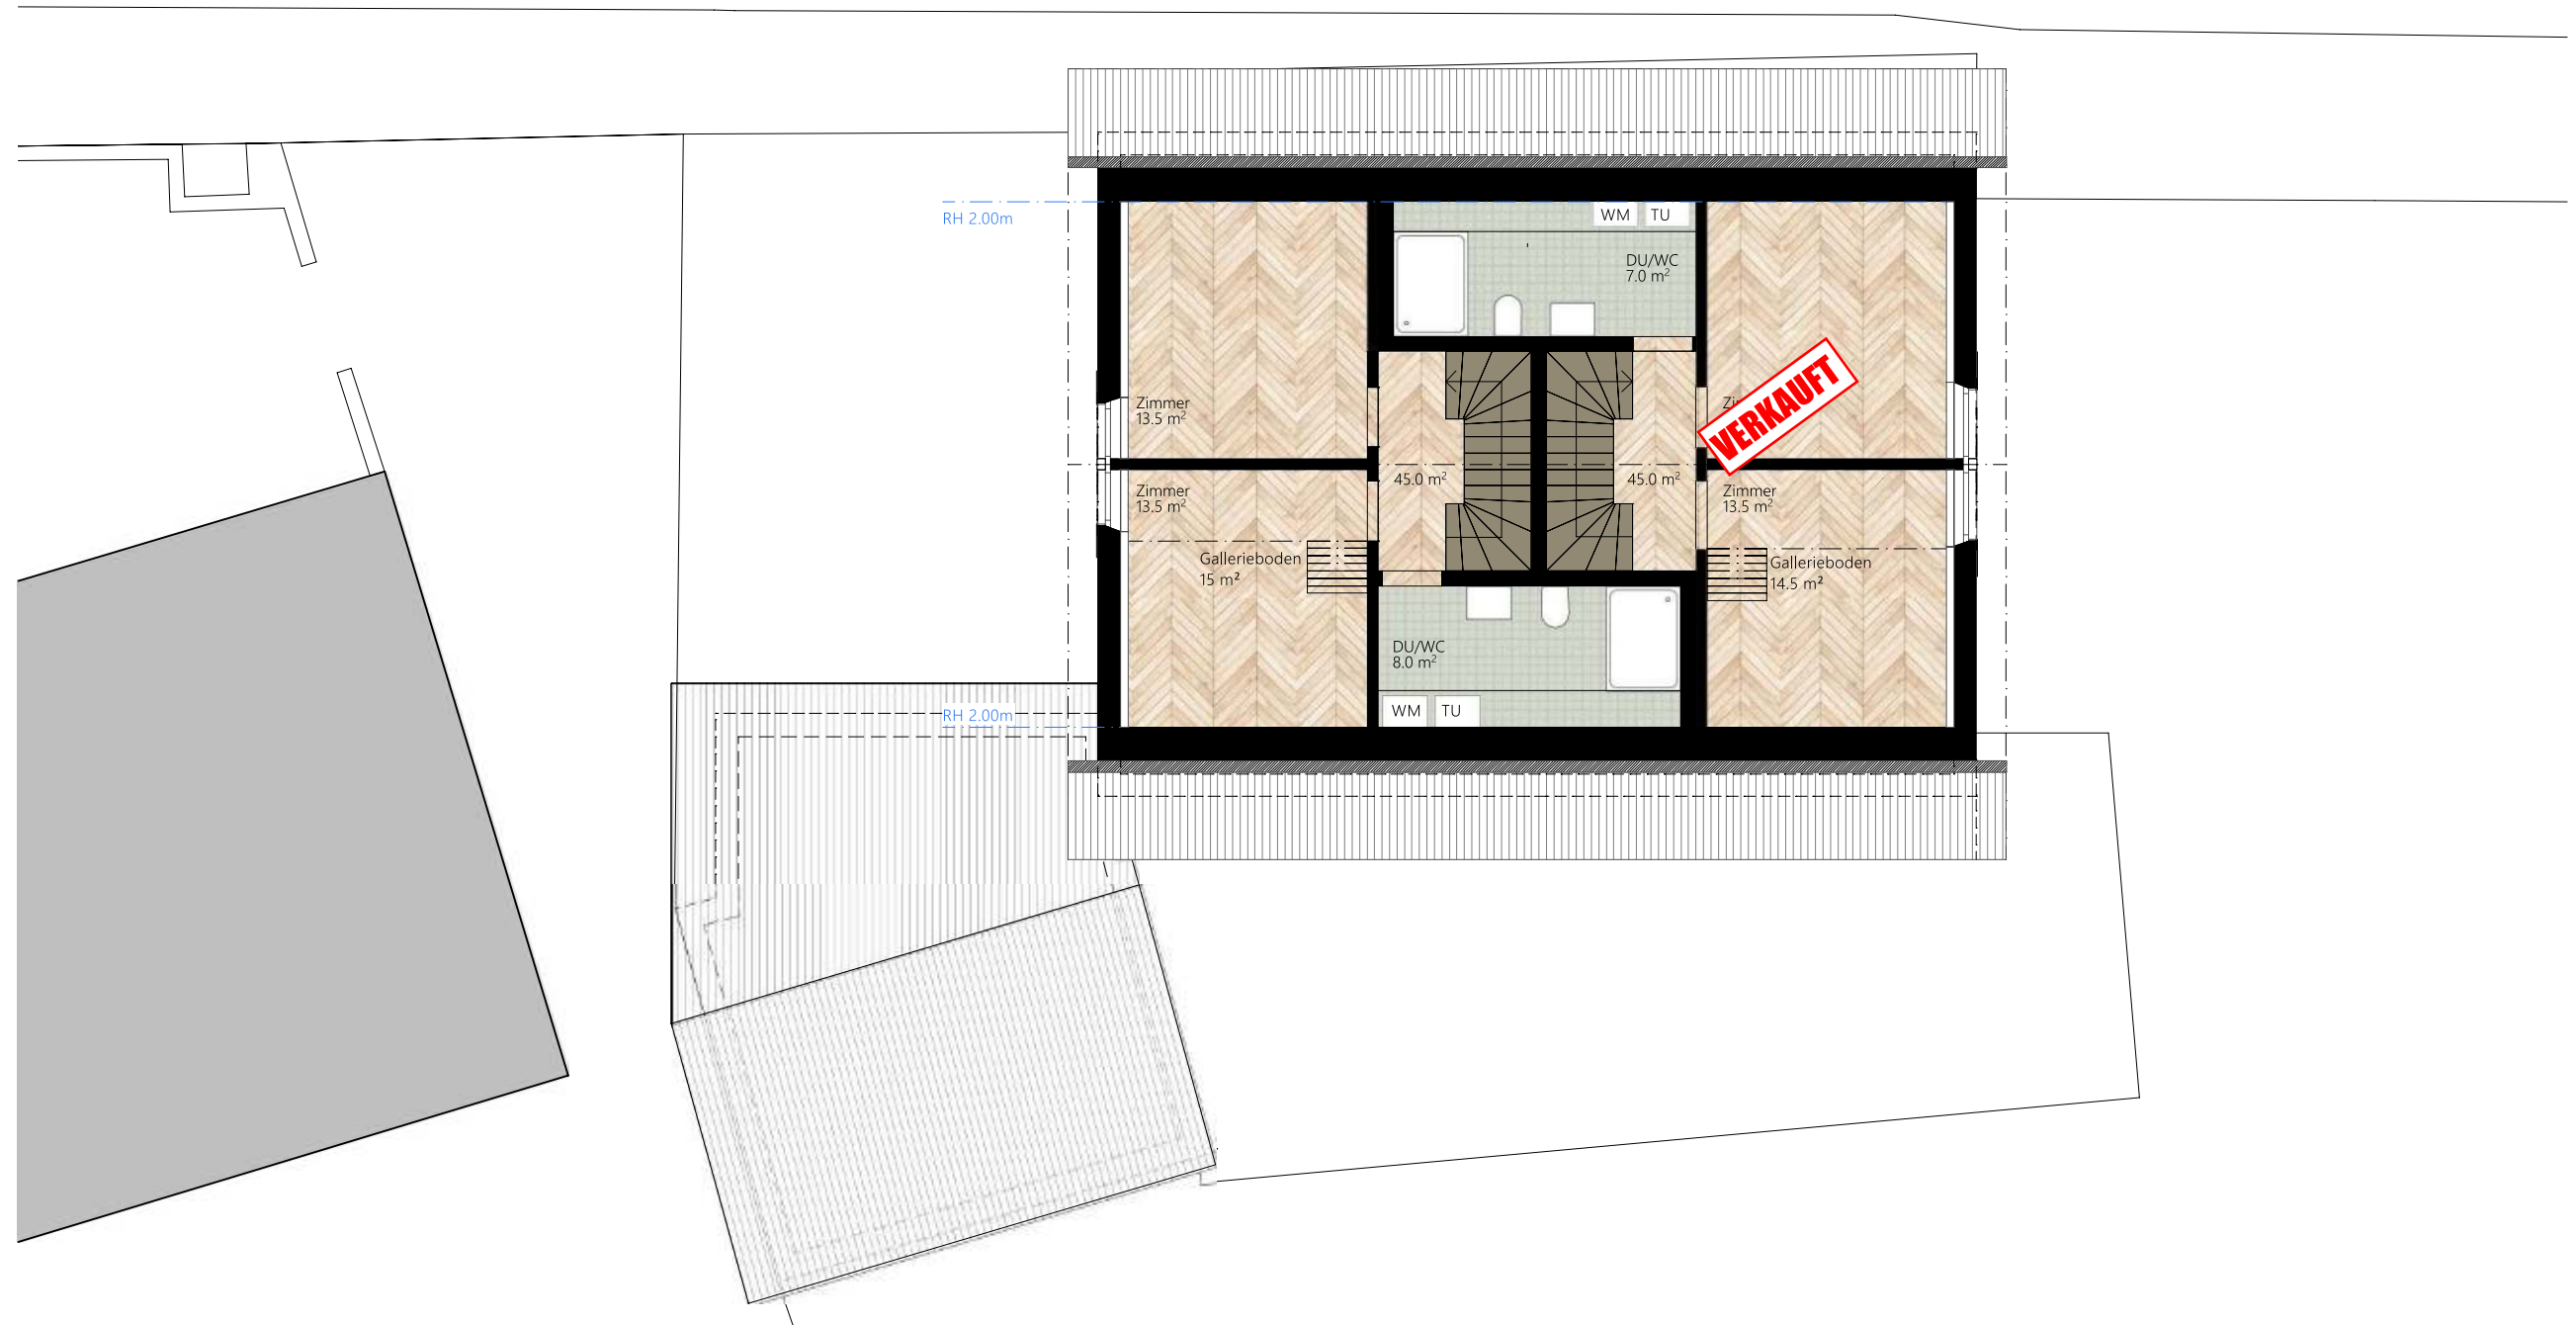 RH 2.00m
WM TU
DU/WC
7.0 m²
Zimmer
13.5 m²
VERKAUFT
45.0 m²
45.0 m²
Zimmer
13.5 m²
Zimmer
13.5 m²
Gallerieboden
15 m²
Gallerieboden
14.5 m²
DU/WC
8.0 m²
RH 2.00m
WM TU